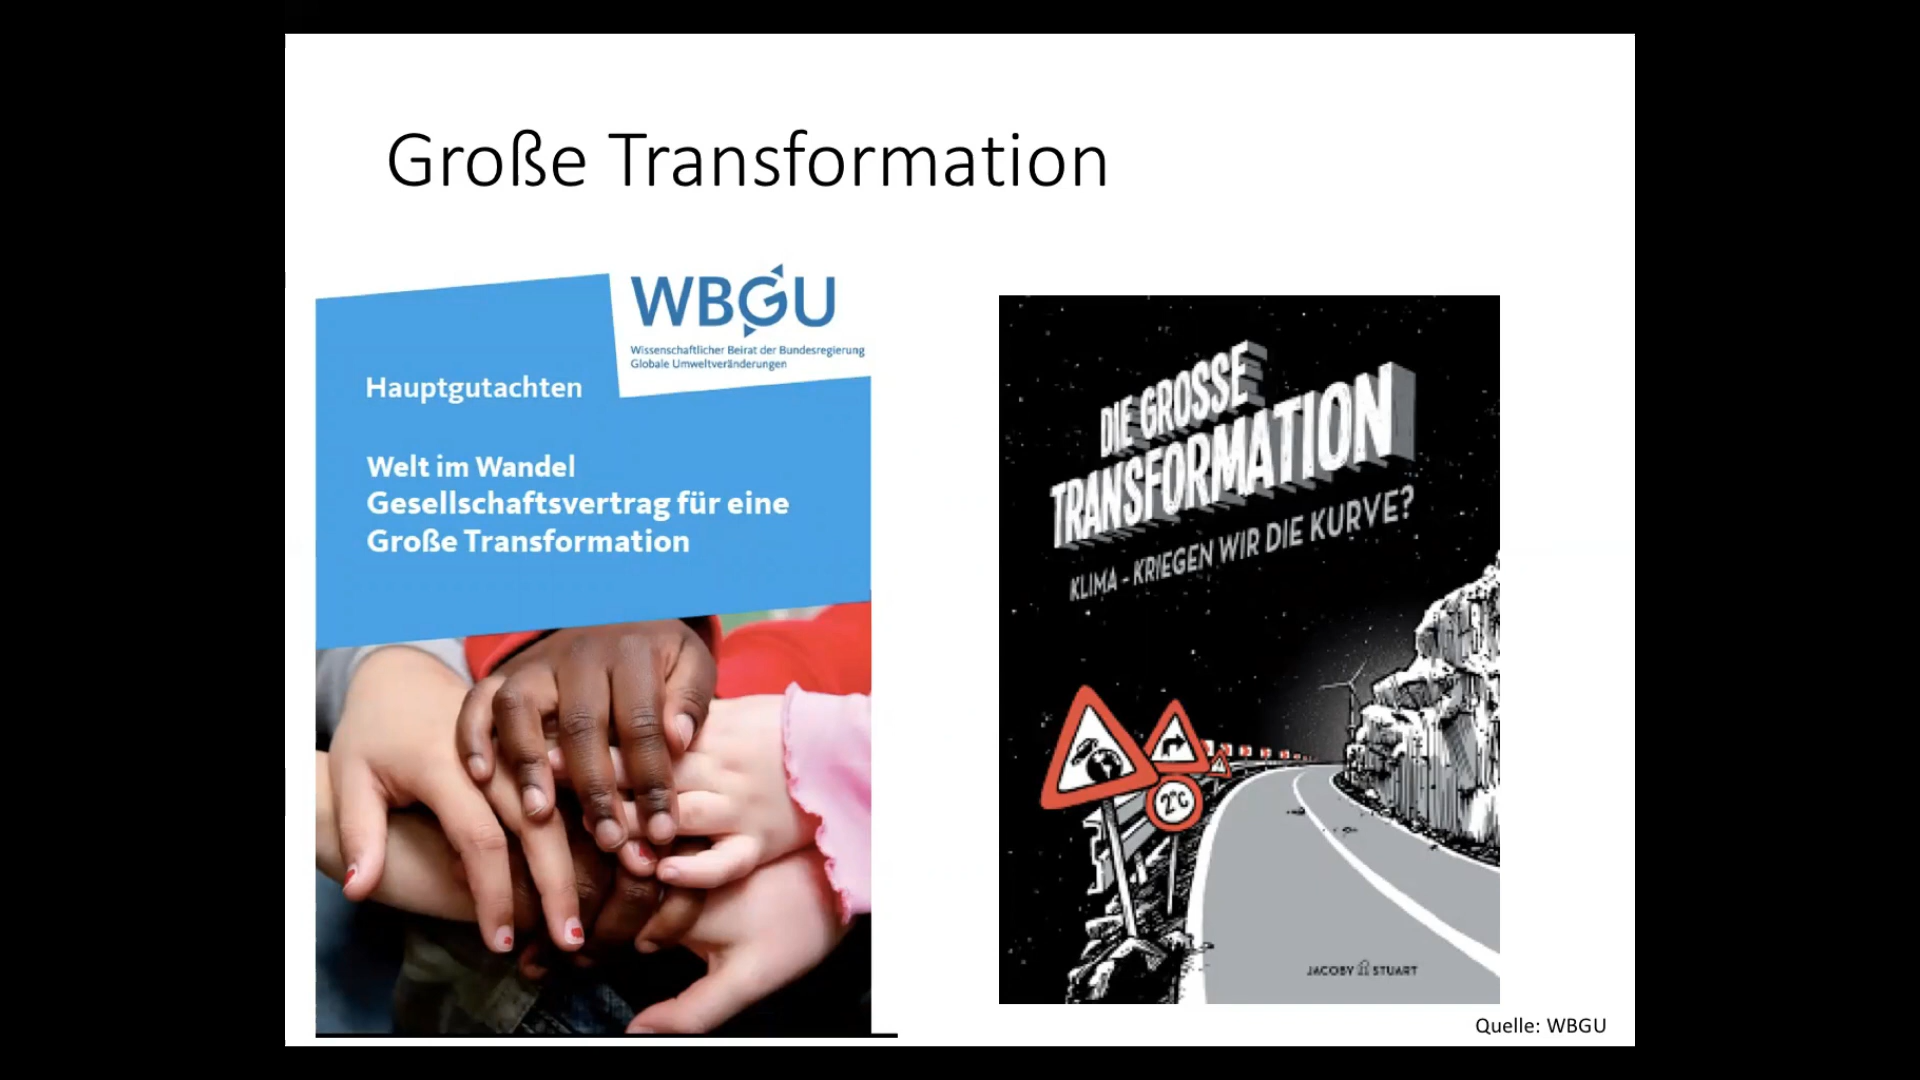 Große Transformation
WBGU
Wissenschaftlicher Beirat der Bundesregierung
Globale Umweltveränderungen
Hauptgutachten
Welt im Wandel
Gesellschaftsvertrag für eine
Große Transformation
DIE GROSSE
TRANSFORMATION
KLIMA - KRIEGEN WIR DIE KURVE?
2°C
JACOBY STUART
Quelle: WBGU